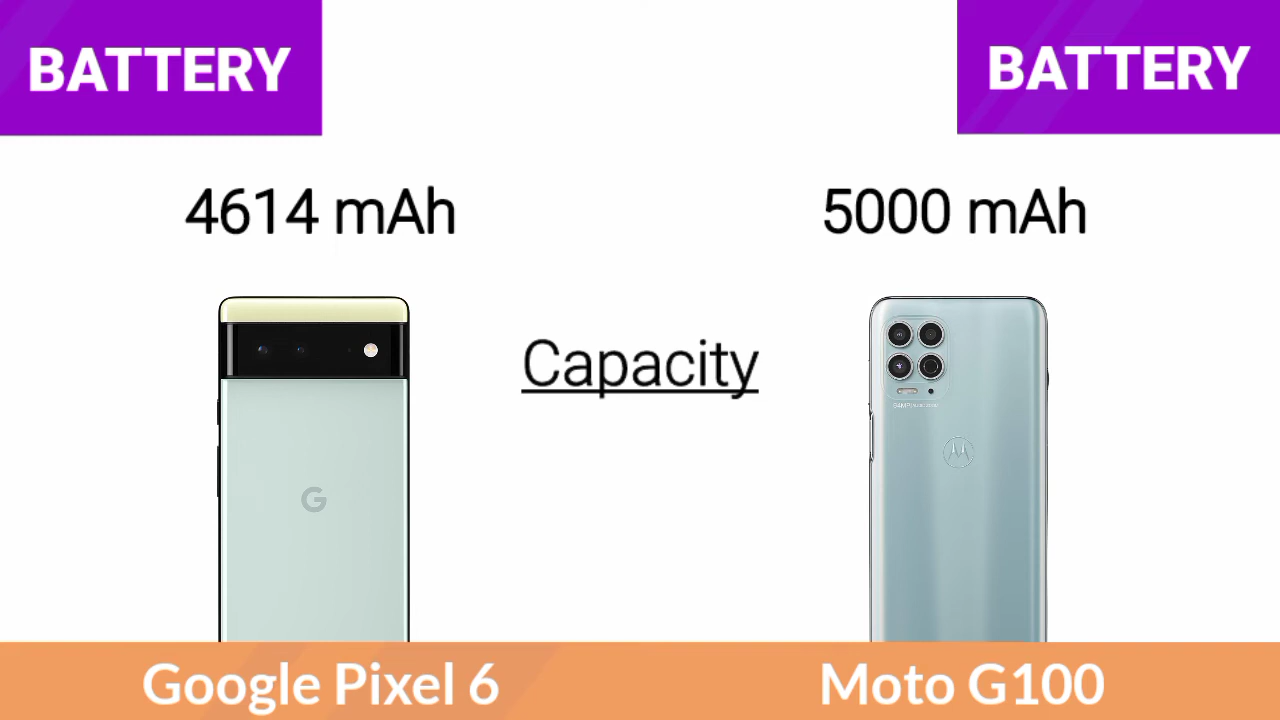 BATTERY
BATTERY
4614 mAh
5000 mAh
Capacity
G
Google Pixel 6
Moto G100